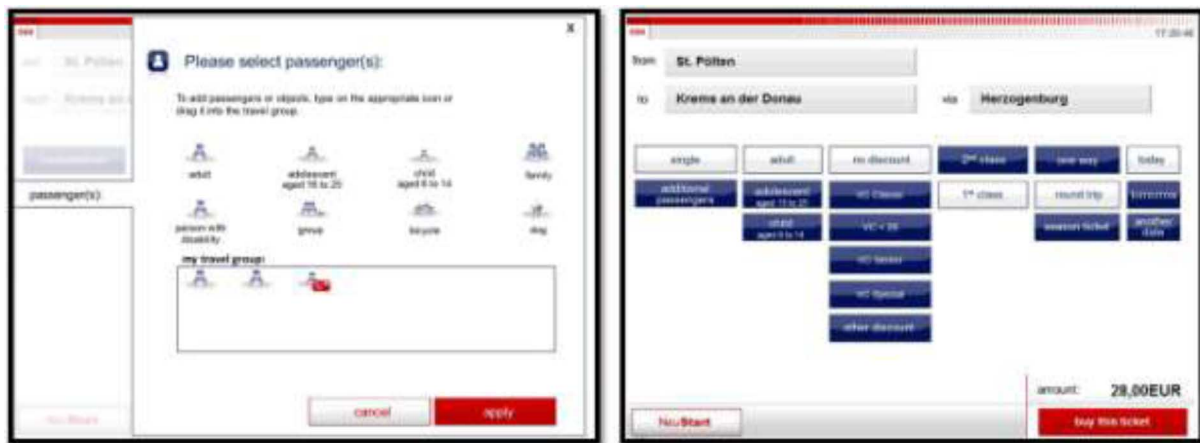 X
Please select passenger(s):
To add passengers or objects, type on the appropriate icon or
drag it into the travel group.
adult
adolescent
aged 16 to 25
child
aged 6 to 14
family
person with
disability
group
bicycle
dog
my travel group:
passenger(s)
cancel
apply
from
St. Pölten
to
Krems an der Donau
via
Herzogenburg
single
adult
no discount
2nd class
one way
today
additional
passengers
adolescent
aged 15 to 25
VC Classic
1st class
round trip
tomorrow
child
aged 6 to 14
VC < 26
season ticket
another
date
VC Senior
VC Special
other discount
amount:
28,00EUR
NeuStart
buy this ticket